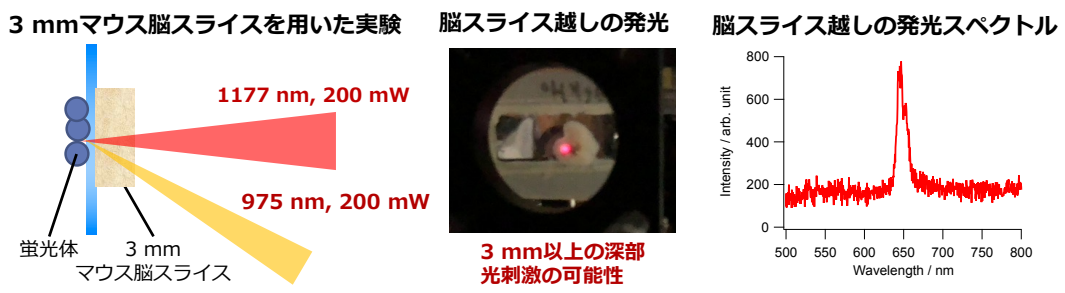 3 mmマウス脳スライスを用いた実験
1177 nm, 200 mW
975 nm, 200 mW
蛍光体
3 mm
マウス脳スライス
脳スライス越しの発光
3 mm以上の深部
光刺激の可能性
脳スライス越しの発光スペクトル
Intensity / arb. unit
800
600
400
200
0
500 550 600 650 700 750 800
Wavelength / nm